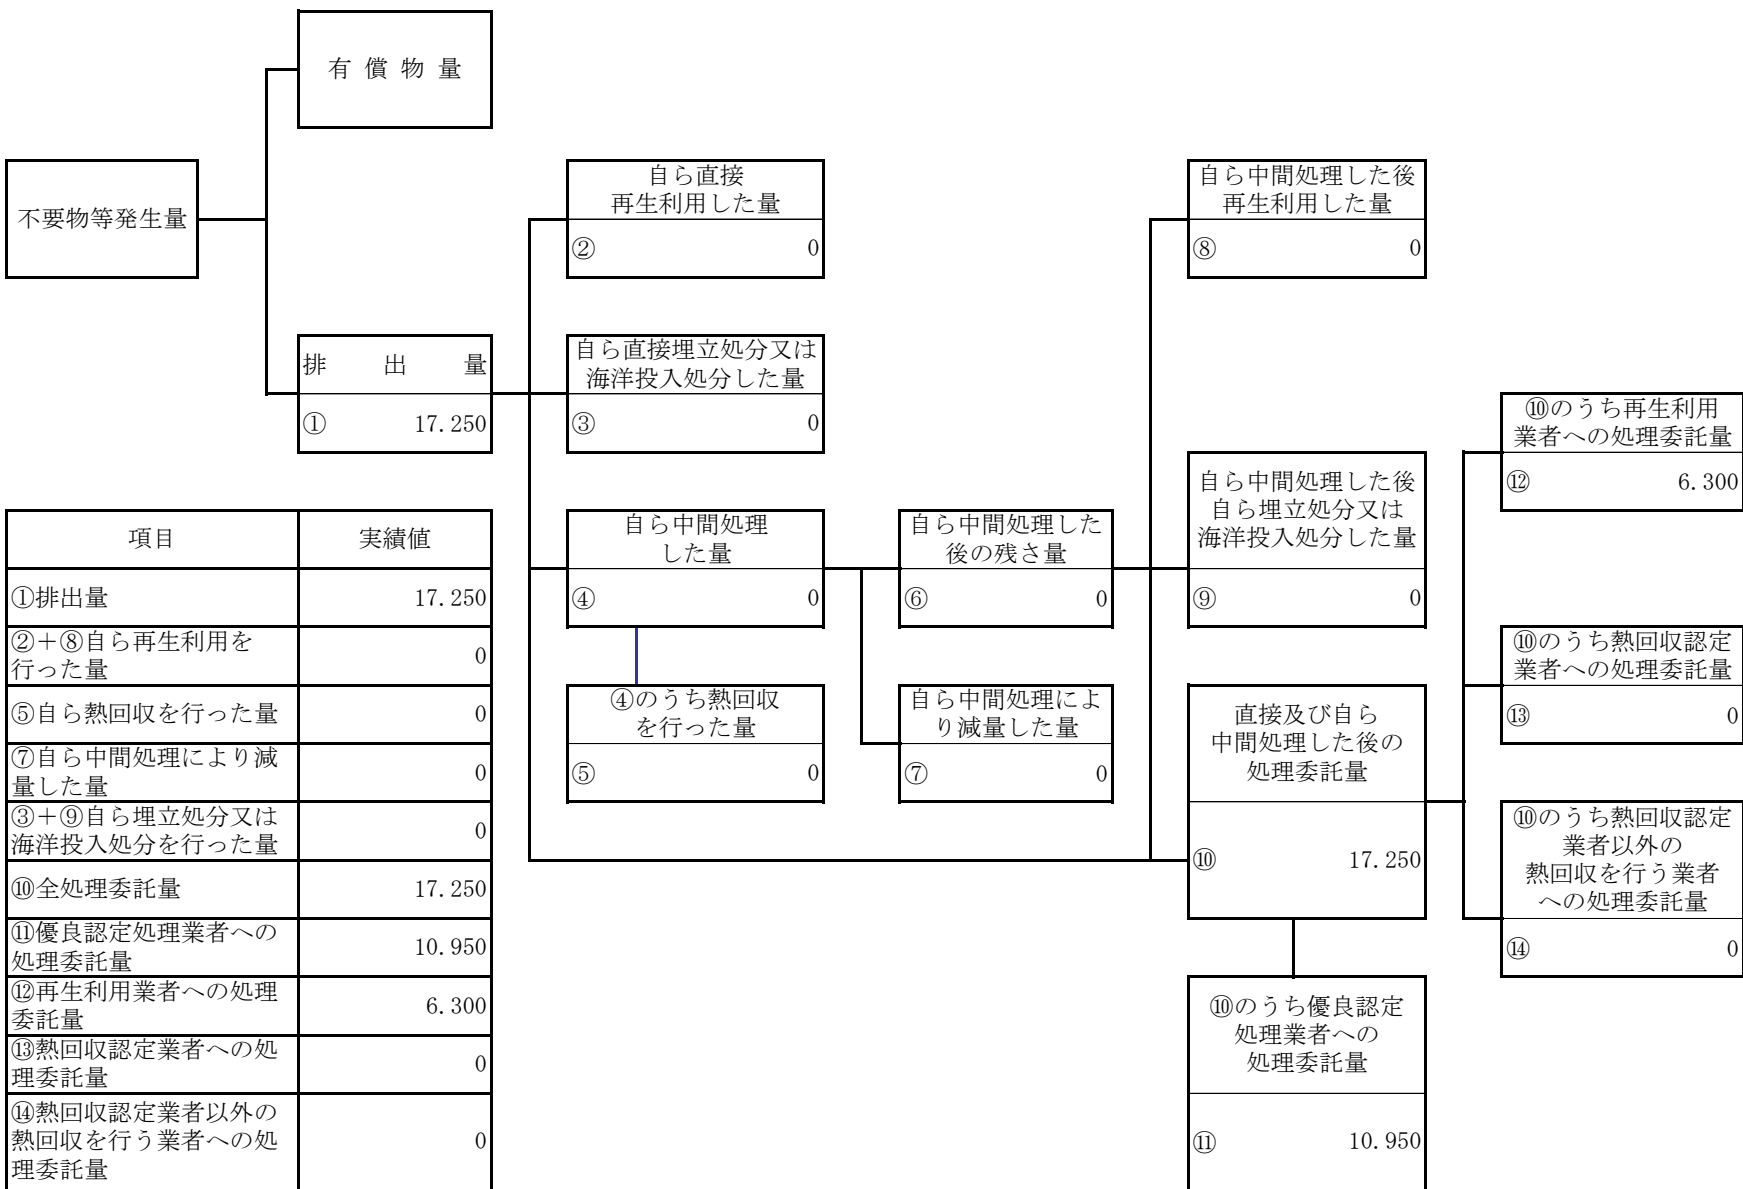 有 償 物 量
不要物等発生量
排 出 量
① 17.250
自ら直接
再生利用した量
② 0
自ら直接埋立処分又は
海洋投入処分した量
③ 0
自ら中間処理
した量
④ 0
④のうち熱回収
を行った量
⑤ 0
自ら中間処理した
後の残さ量
⑥ 0
自ら中間処理によ
り減量した量
⑦ 0
自ら中間処理した後
再生利用した量
⑧ 0
自ら中間処理した後
自ら埋立処分又は
海洋投入処分した量
⑨ 0
直接及び自ら
中間処理した後の
処理委託量
⑩ 17.250
⑩のうち優良認定
処理業者への
処理委託量
⑪ 10.950
⑩のうち再生利用
業者への処理委託量
⑫ 6.300
⑩のうち熱回収認定
業者への処理委託量
⑬ 0
⑩のうち熱回収認定
業者以外の
熱回収を行う業者
への処理委託量
⑭ 0
項目 実績値
①排出量 17.250
②＋⑧自ら再生利用を
行った量 0
⑤自ら熱回収を行った量 0
⑦自ら中間処理により減
量した量 0
③＋⑨自ら埋立処分又は
海洋投入処分を行った量 0
⑩全処理委託量 17.250
⑪優良認定処理業者への
処理委託量 10.950
⑫再生利用業者への処理
委託量 6.300
⑬熱回収認定業者への処
理委託量 0
⑭熱回収認定業者以外の
熱回収を行う業者への処
理委託量 0